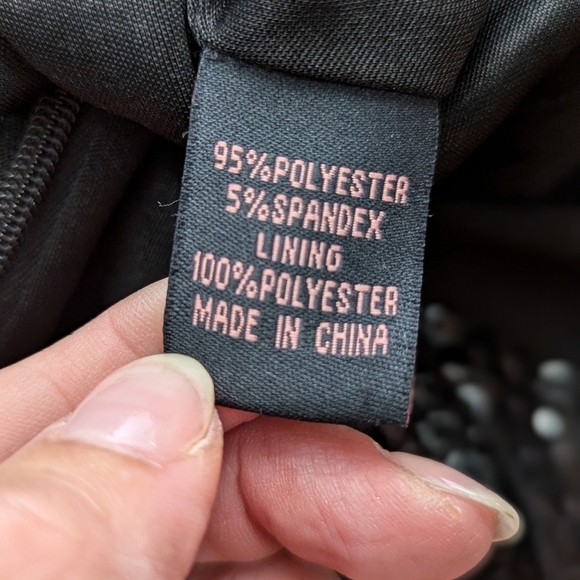 95%POLYESTER
5%SPANDEX
LINING
100%POLYESTER
MADE IN CHINA